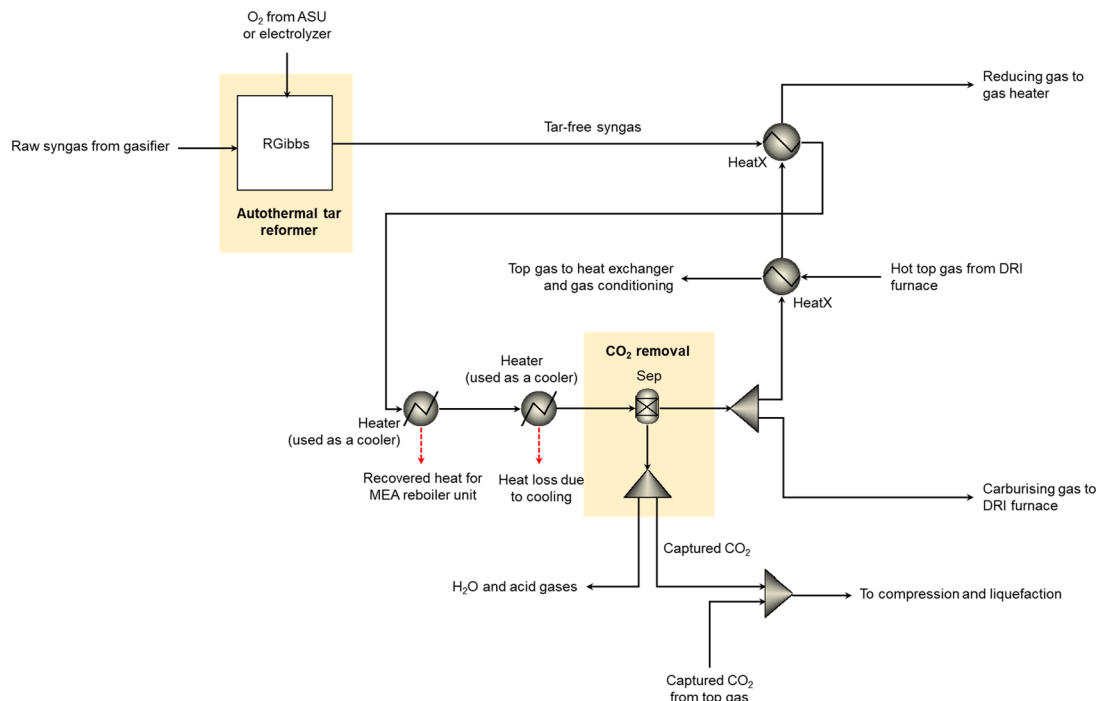 O₂ from ASU
or electrolyzer
Reducing gas to
gas heater
Raw syngas from gasifier
RGibbs
Tar-free syngas
HeatX
Autothermal tar
reformer
Top gas to heat exchanger
and gas conditioning
Hot top gas from DRI
furnace
HeatX
CO₂ removal
Sep
Heater
(used as a cooler)
Heater
(used as a cooler)
Recovered heat for
MEA reboiler unit
Heat loss due
to cooling
Carburising gas to
DRI furnace
Captured CO₂
H₂O and acid gases
To compression and liquefaction
Captured CO₂
from top gas